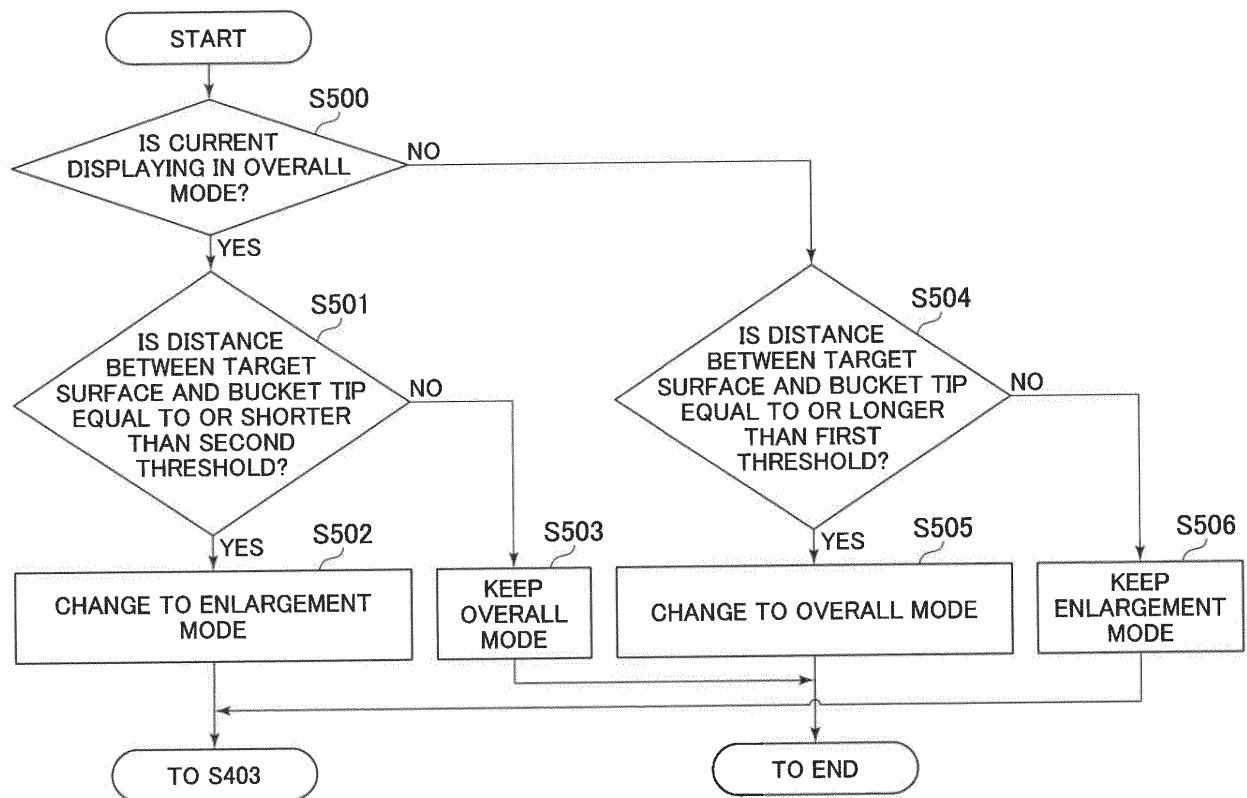 START
S500
IS CURRENT
DISPLAYING IN OVERALL
MODE?
NO
YES
S501
IS DISTANCE
BETWEEN TARGET
SURFACE AND BUCKET TIP
EQUAL TO OR SHORTER
THAN SECOND
THRESHOLD?
NO
YES
S504
IS DISTANCE
BETWEEN TARGET
SURFACE AND BUCKET TIP
EQUAL TO OR LONGER
THAN FIRST
THRESHOLD?
NO
YES
S502
CHANGE TO ENLARGEMENT
MODE
S503
KEEP
OVERALL
MODE
S505
CHANGE TO OVERALL MODE
S506
KEEP
ENLARGEMENT
MODE
TO S403
TO END